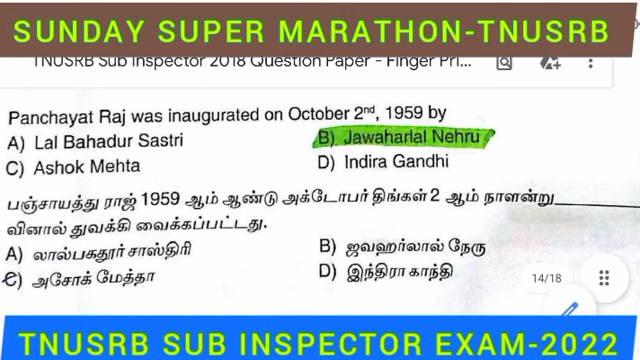 SUNDAY SUPER MARATHON-TNUSRB
TNUSRB Sub Inspector 2018 Question Paper - Finger Pri...
Panchayat Raj was inaugurated on October 2nd, 1959 by
A) Lal Bahadur Sastri B) Jawaharlal Nehru
C) Ashok Mehta D) Indira Gandhi
பஞ்சாயத்து ராஜ் 1959 ஆம் ஆண்டு அக்டோபர் திங்கள் 2 ஆம் நாளன்று________
வினால் துவக்கி வைக்கப்பட்டது.
A) லால்பகதூர் சாஸ்திரி B) ஜவஹர்லால் நேரு
C) அசோக் மேத்தா D) இந்திரா காந்தி
14/18
TNUSRB SUB INSPECTOR EXAM-2022